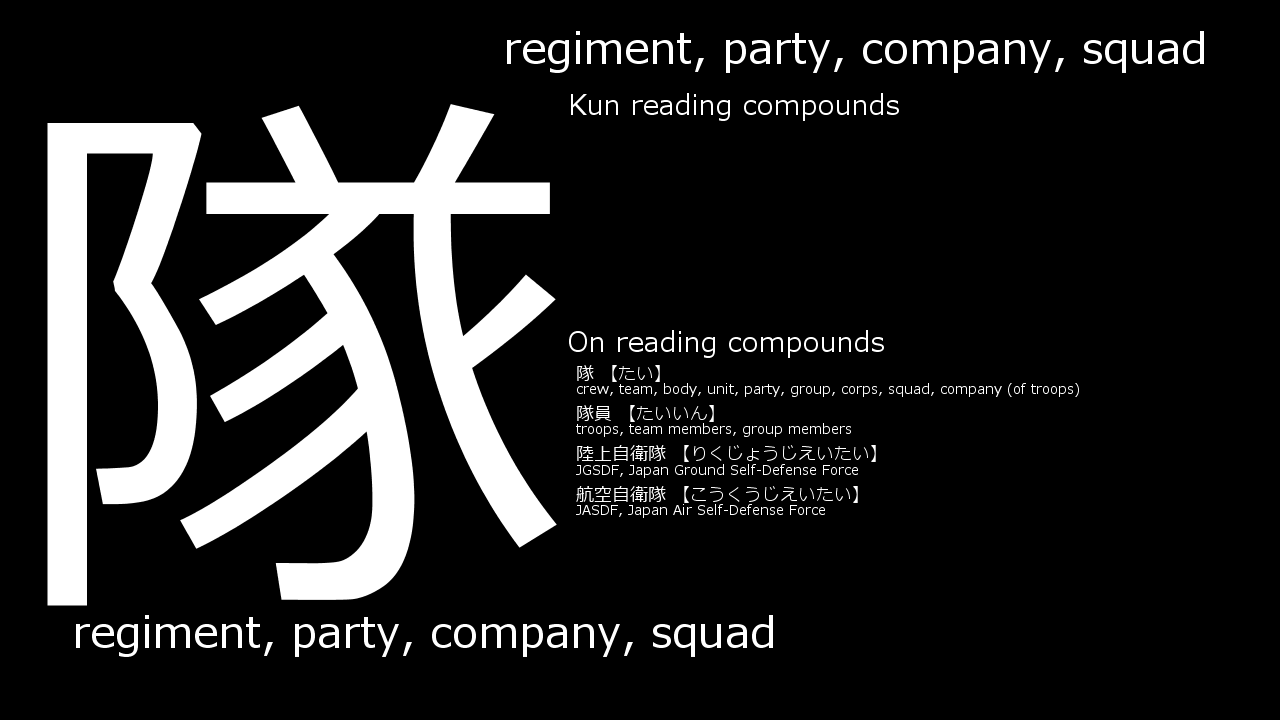 regiment, party, company, squad
Kun reading compounds
隊
On reading compounds
隊 【たい】
crew, team, body, unit, party, group, corps, squad, company (of troops)
隊員 【たいいん】
troops, team members, group members
陸上自衛隊 【りくじょうじえいたい】
JGSDF, Japan Ground Self-Defense Force
航空自衛隊 【こうくうじえいたい】
JASDF, Japan Air Self-Defense Force
regiment, party, company, squad